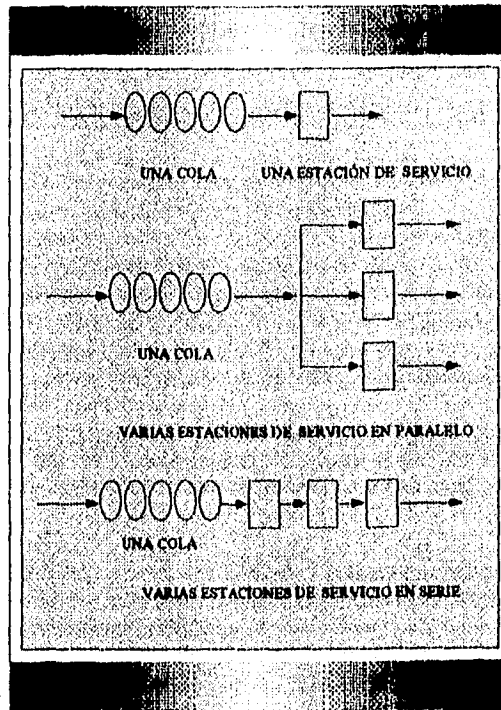 UNA COLA UNA ESTACIÓN DE SERVICIO
UNA COLA
VARIAS ESTACIONES DE SERVICIO EN PARALELO
UNA COLA
VARIAS ESTACIONES DE SERVICIO EN SERIE